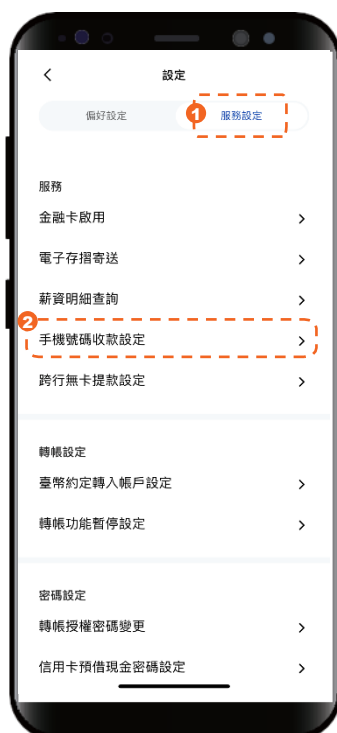 設定
偏好設定
1
服務設定
服務
金融卡啟用
電子存摺寄送
薪資明細查詢
2
手機號碼收款設定
跨行無卡提款設定
轉帳設定
臺幣約定轉入帳戶設定
轉帳功能暫停設定
密碼設定
轉帳授權密碼變更
信用卡預借現金密碼設定